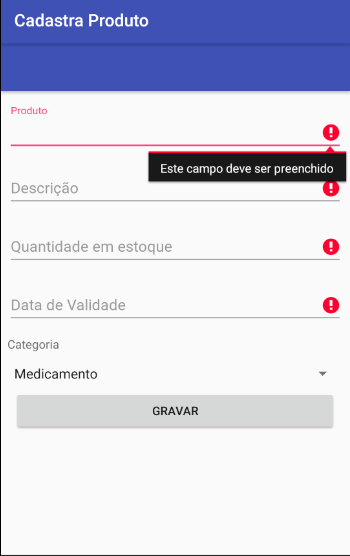 Cadastra Produto
Produto
Este campo deve ser preenchido
Descrição
Quantidade em estoque
Data de Validade
Categoria
Medicamento
GRAVAR